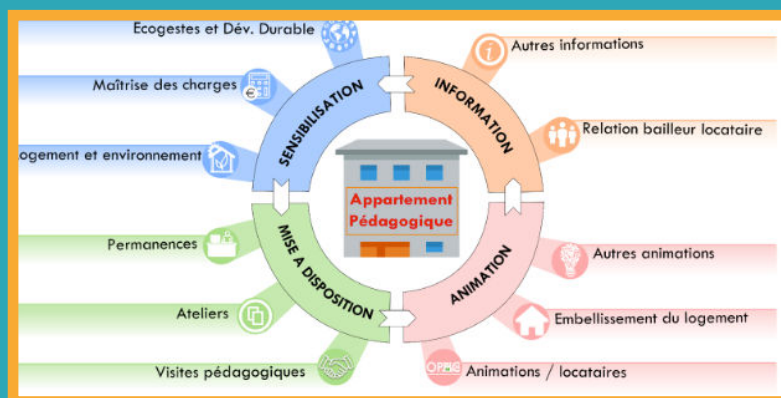 Ecogestes et Dév. Durable
Maîtrise des charges
Logement et environnement
SENSIBILISATION
INFORMATION
Autres informations
Relation bailleur locataire
Appartement
Pédagogique
MISE A DISPOSITION
Permanences
Ateliers
Visites pédagogiques
ANIMATION
Autres animations
Embellissement du logement
Animations / locataires